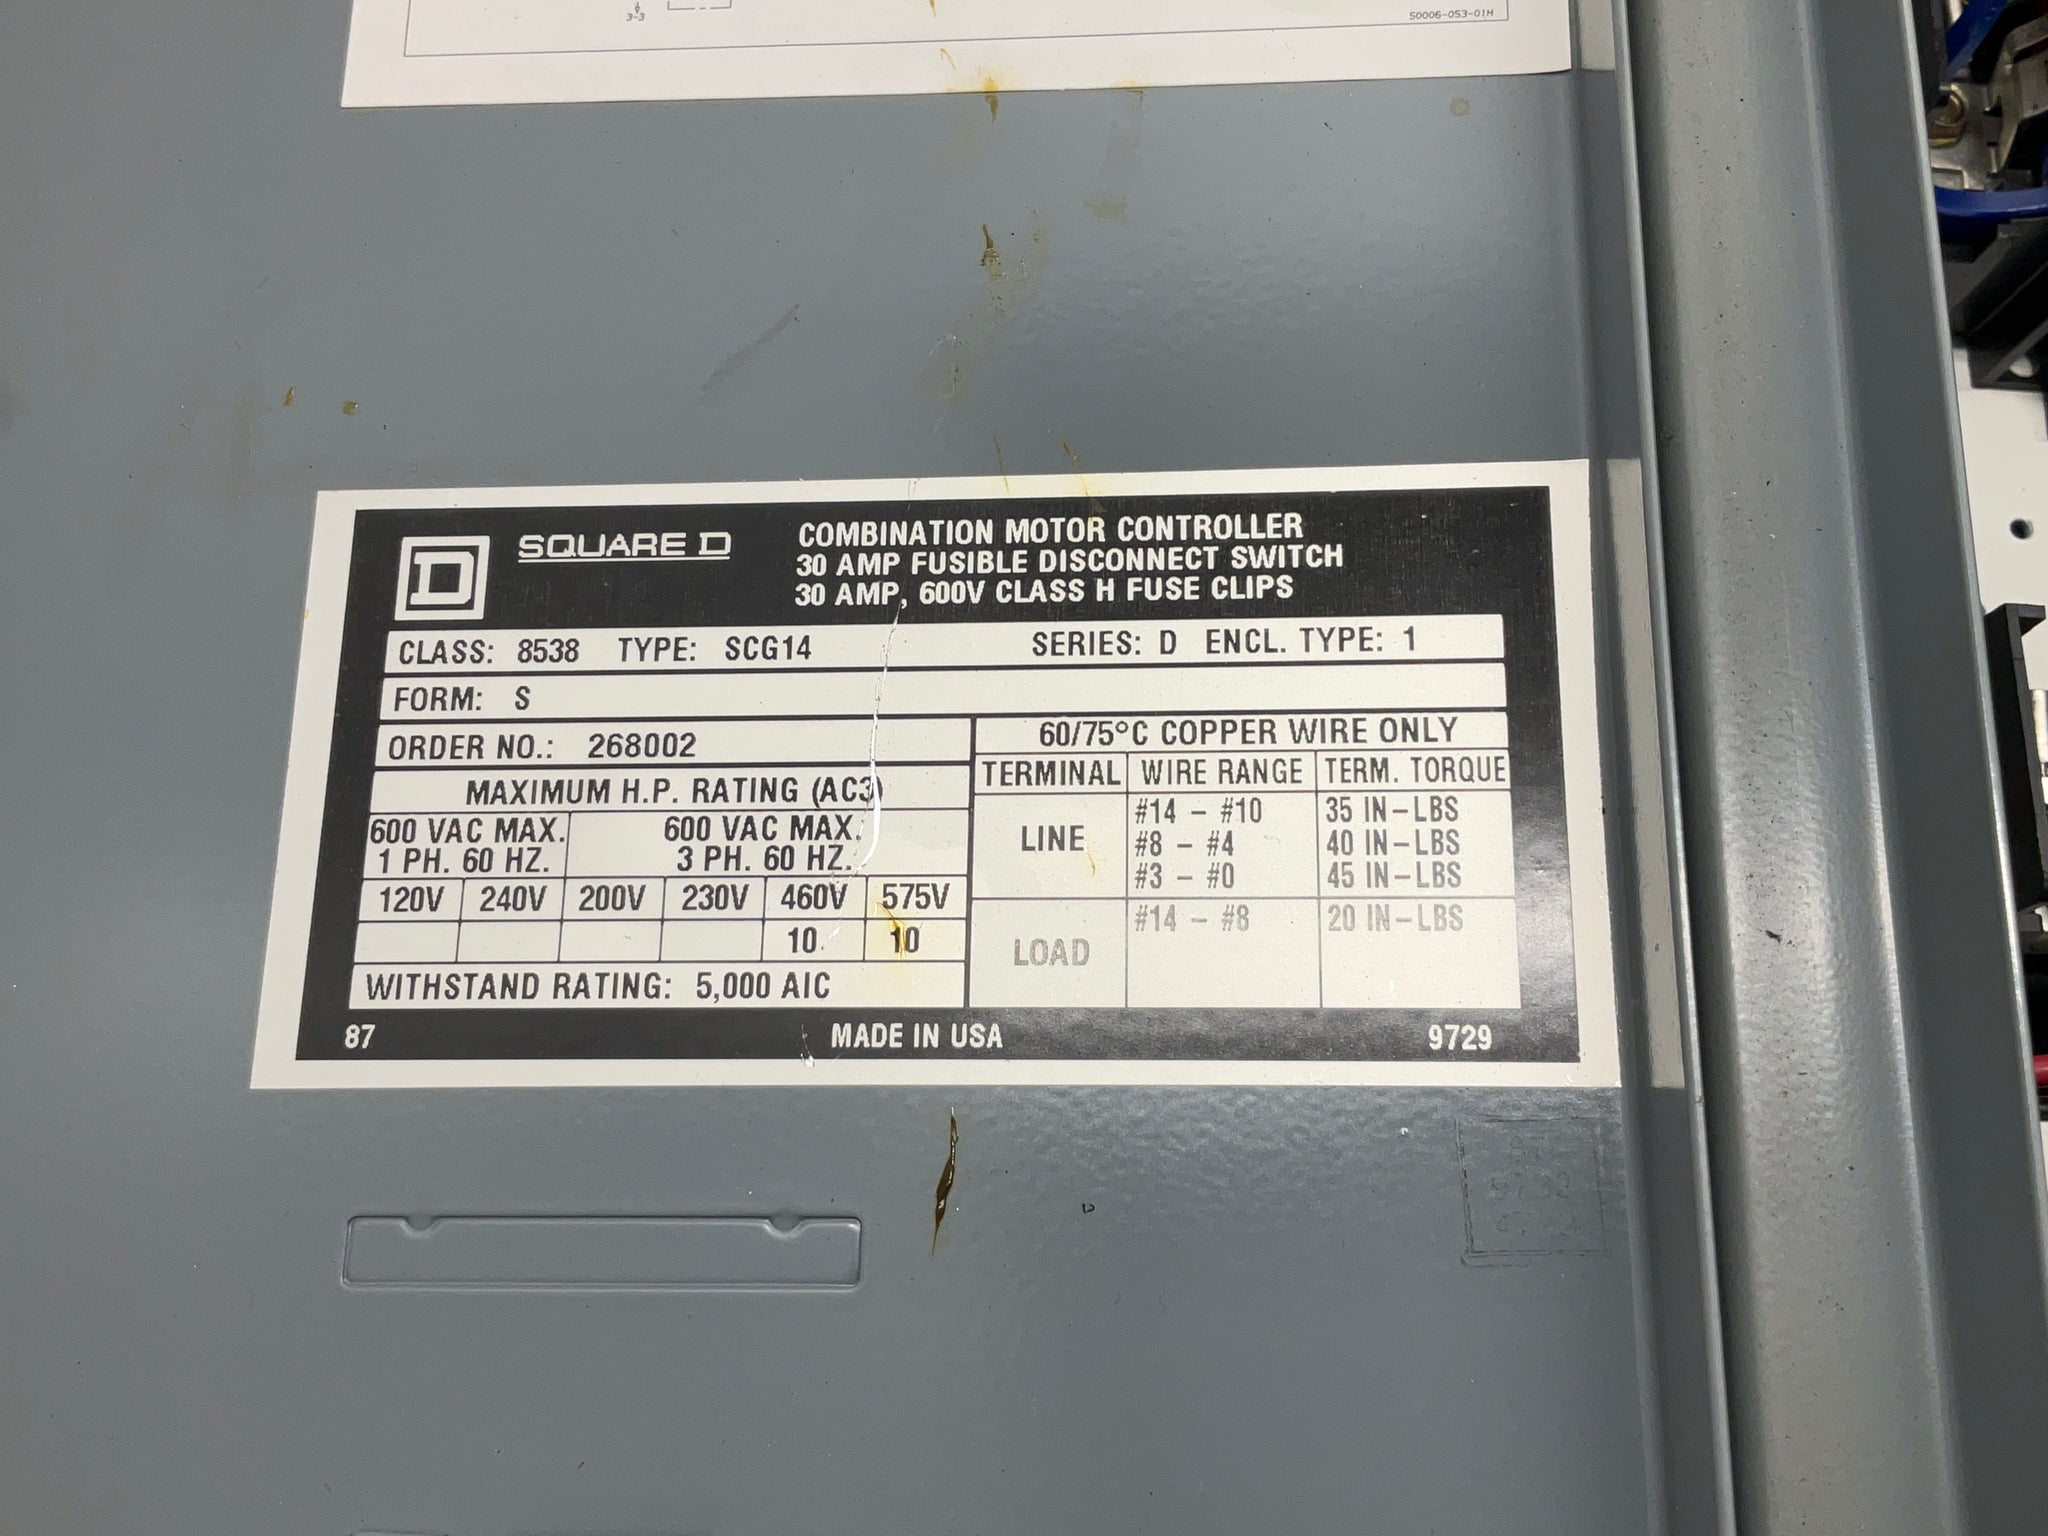 3-3
50006-053-01H
D
SQUARE D
COMBINATION MOTOR CONTROLLER
30 AMP FUSIBLE DISCONNECT SWITCH
30 AMP, 600V CLASS H FUSE CLIPS
CLASS: 8538 TYPE: SCG14 SERIES: D ENCL. TYPE: 1
FORM: S
ORDER NO.: 268002
MAXIMUM H.P. RATING (AC3)
600 VAC MAX.
1 PH. 60 HZ.
600 VAC MAX.
3 PH. 60 HZ.
120V 240V 200V 230V 460V 575V
10 10
WITHSTAND RATING: 5,000 AIC
60/75°C COPPER WIRE ONLY
TERMINAL WIRE RANGE TERM. TORQUE
LINE
#14 - #10 35 IN-LBS
#8 - #4 40 IN-LBS
#3 - #0 45 IN-LBS
LOAD
#14 - #8 20 IN-LBS
87 MADE IN USA 9729